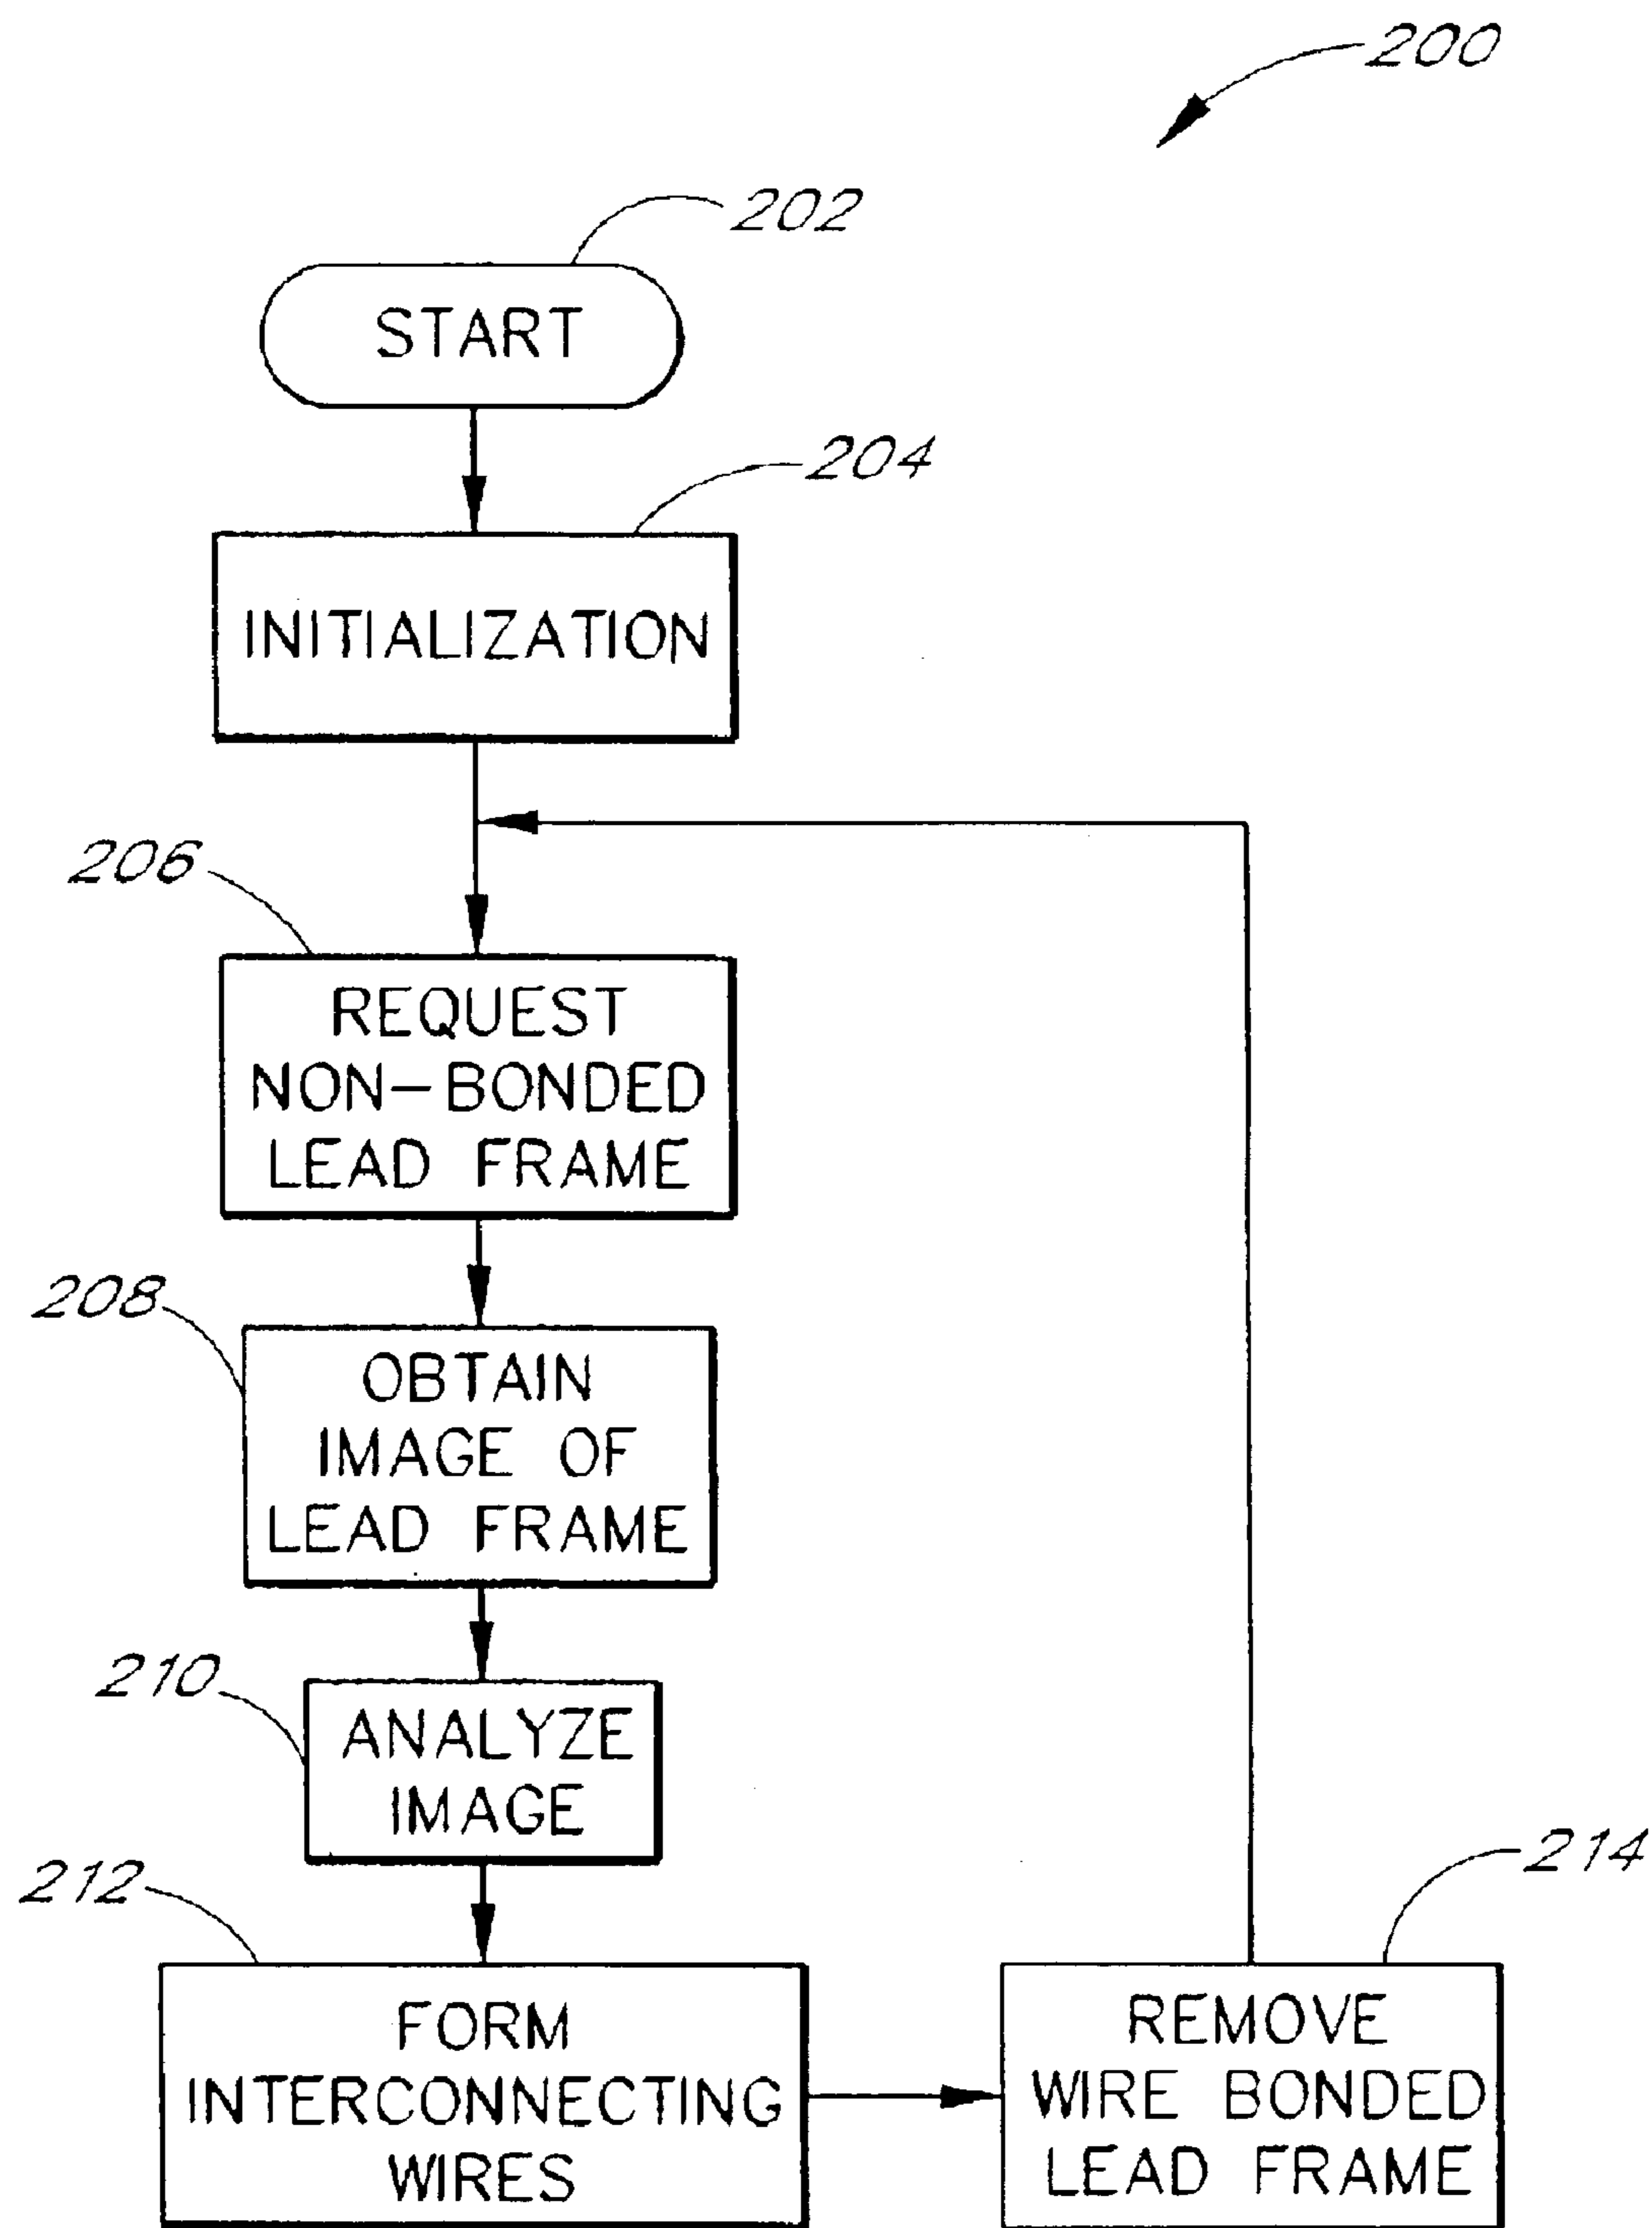 200
202
START
204
INITIALIZATION
206
REQUEST
NON-BONDED
LEAD FRAME
208
OBTAIN
IMAGE OF
LEAD FRAME
210
ANALYZE
IMAGE
212
FORM
INTERCONNECTING
WIRES
214
REMOVE
WIRE BONDED
LEAD FRAME